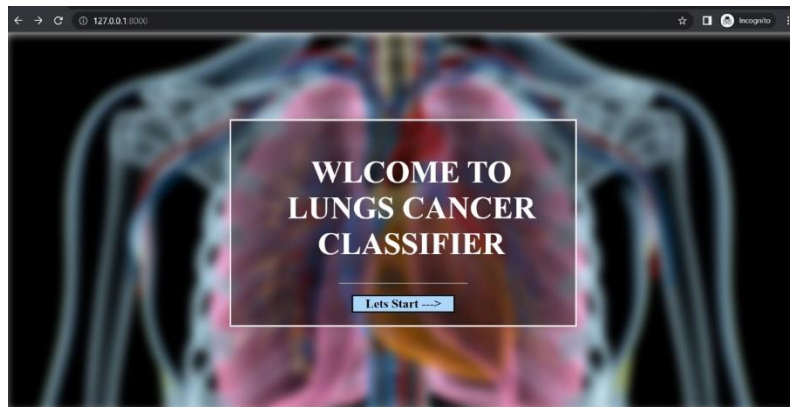 127.0.0.1:8000
Incognito
WLCOME TO
LUNGS CANCER
CLASSIFIER
Lets Start --->